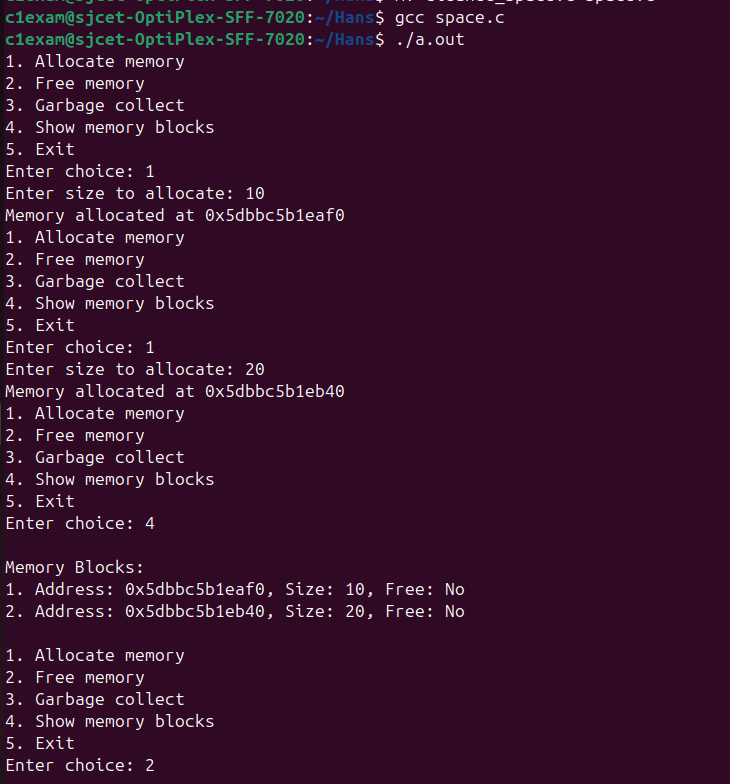 c1exam@sjcet-OptiPlex-SFF-7020:~/Hans$ gcc space.c
c1exam@sjcet-OptiPlex-SFF-7020:~/Hans$ ./a.out
1. Allocate memory
2. Free memory
3. Garbage collect
4. Show memory blocks
5. Exit
Enter choice: 1
Enter size to allocate: 10
Memory allocated at 0x5dbbc5b1eaf0
1. Allocate memory
2. Free memory
3. Garbage collect
4. Show memory blocks
5. Exit
Enter choice: 1
Enter size to allocate: 20
Memory allocated at 0x5dbbc5b1eb40
1. Allocate memory
2. Free memory
3. Garbage collect
4. Show memory blocks
5. Exit
Enter choice: 4
Memory Blocks:
1. Address: 0x5dbbc5b1eaf0, Size: 10, Free: No
2. Address: 0x5dbbc5b1eb40, Size: 20, Free: No
1. Allocate memory
2. Free memory
3. Garbage collect
4. Show memory blocks
5. Exit
Enter choice: 2